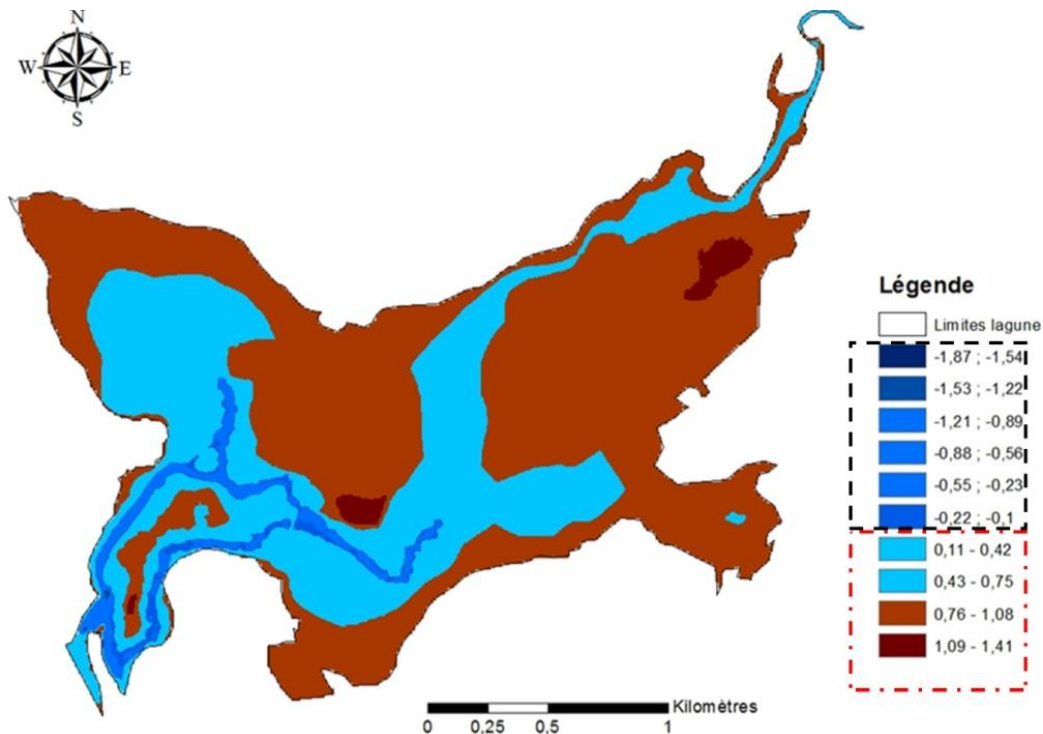 N
W E
S
Légende
Limites lagune
-1,87 ; -1,54
-1,53 ; -1,22
-1,21 ; -0,89
-0,88 ; -0,56
-0,55 ; -0,23
-0,22 ; -0,1
0,11 - 0,42
0,43 - 0,75
0,76 - 1,08
1,09 - 1,41
Kilomètres
0 0,25 0,5 1